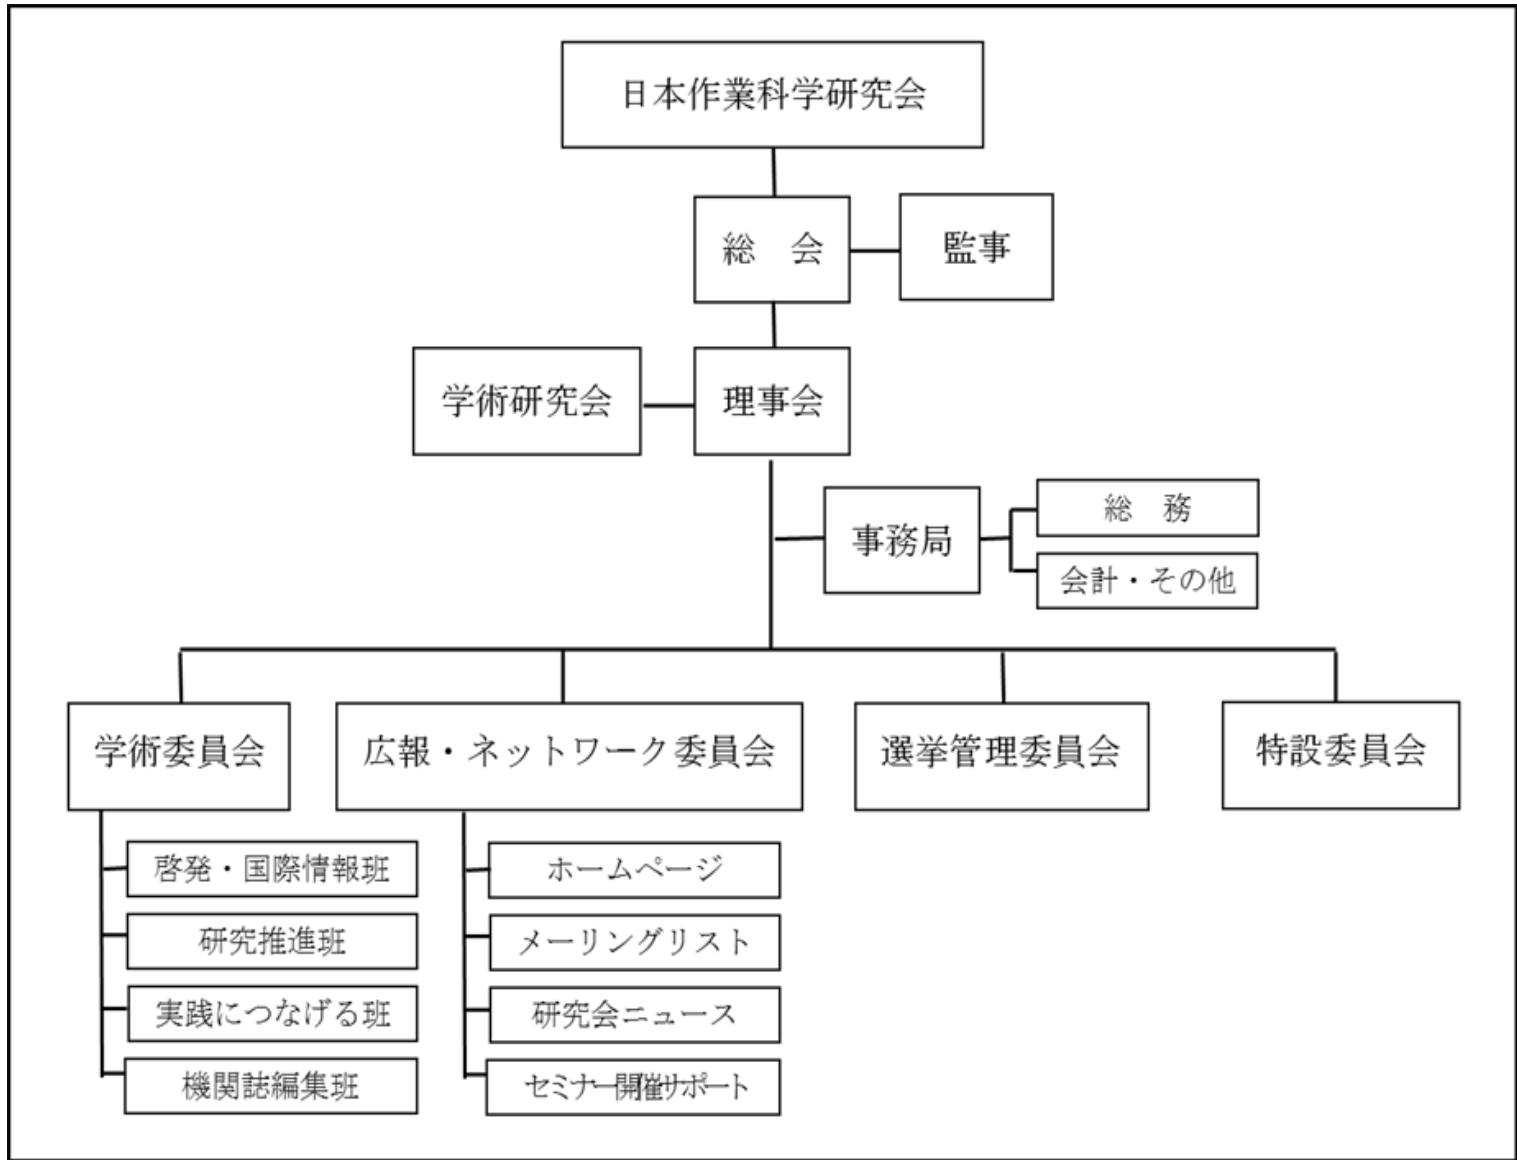 日本作業科学研究会
総　会
監事
学術研究会
理事会
事務局
総　務
会計・その他
学術委員会
広報・ネットワーク委員会
選挙管理委員会
特設委員会
啓発・国際情報班
研究推進班
実践につなげる班
機関誌編集班
ホームページ
メーリングリスト
研究会ニュース
セミナー開催サポート